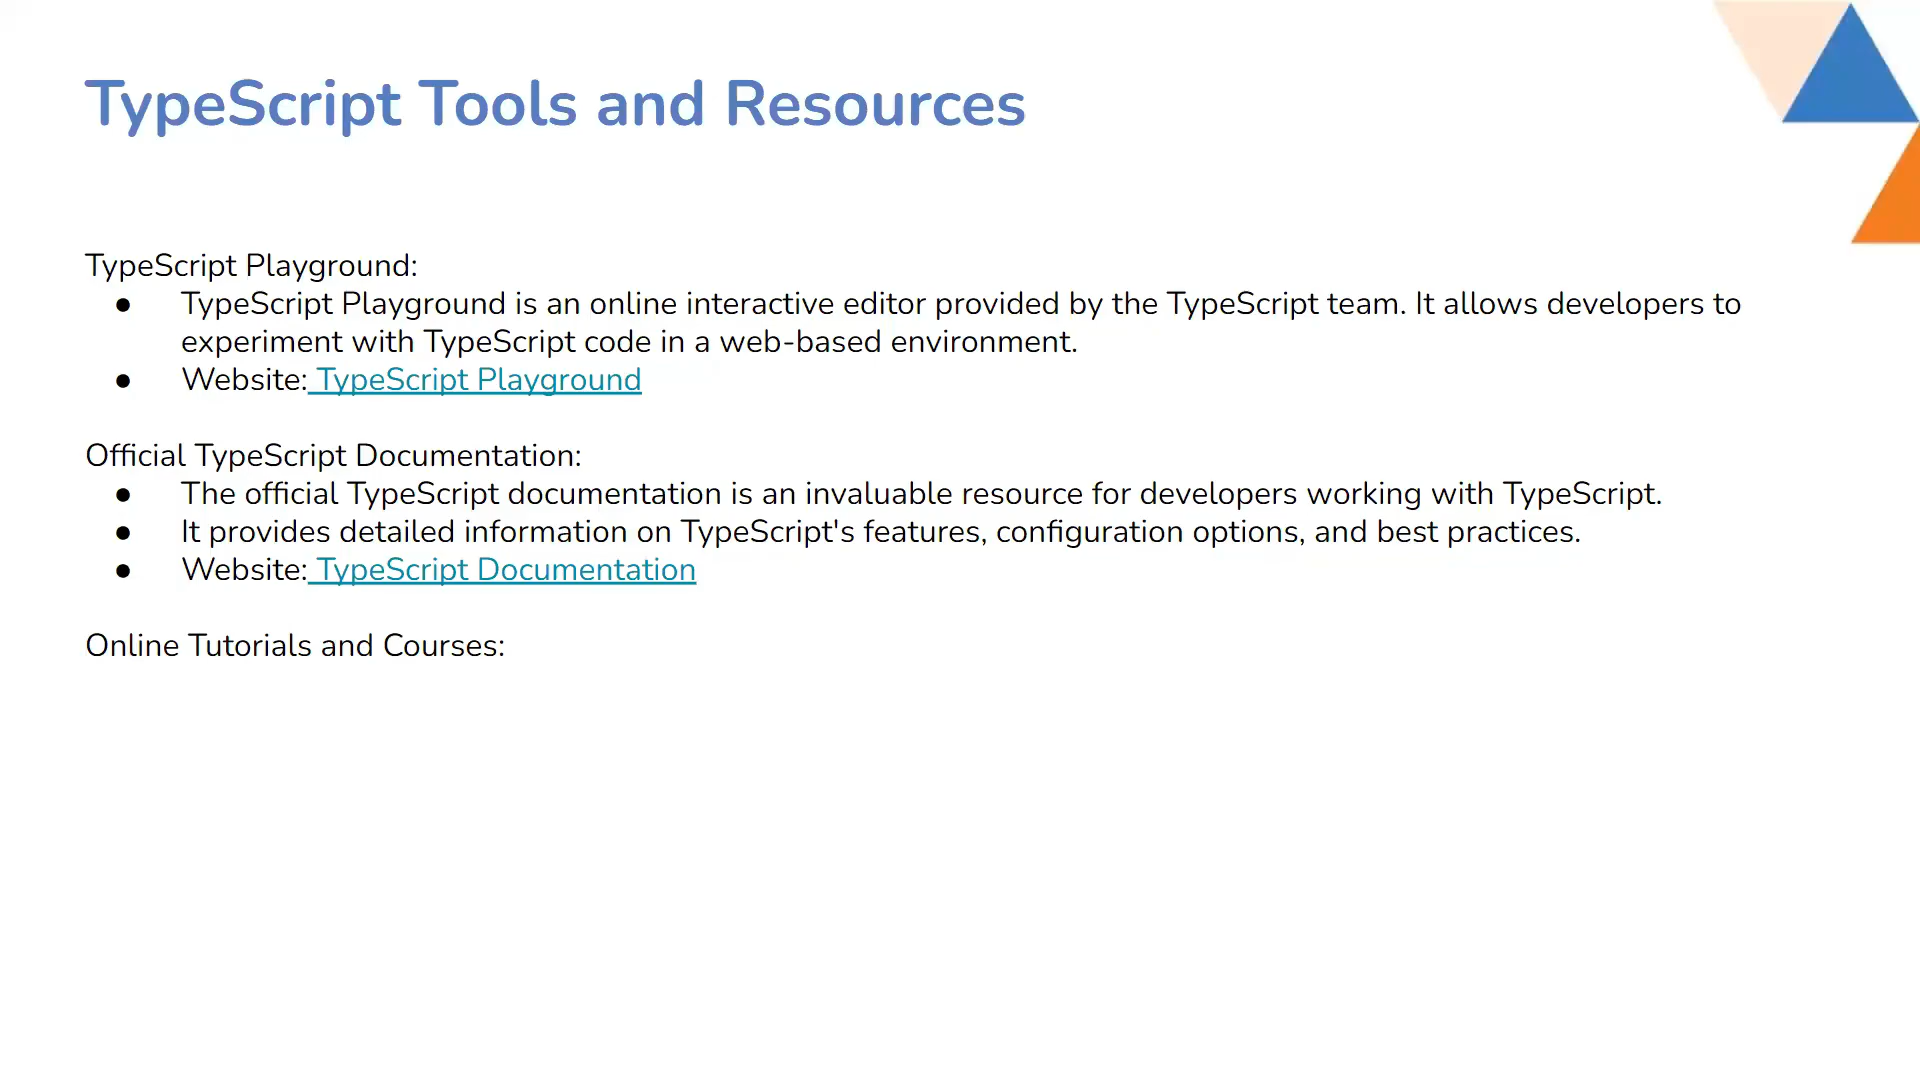 TypeScript Tools and Resources
TypeScript Playground:
● TypeScript Playground is an online interactive editor provided by the TypeScript team. It allows developers to
experiment with TypeScript code in a web-based environment.
● Website: TypeScript Playground
Official TypeScript Documentation:
● The official TypeScript documentation is an invaluable resource for developers working with TypeScript.
● It provides detailed information on TypeScript's features, configuration options, and best practices.
● Website: TypeScript Documentation
Online Tutorials and Courses: